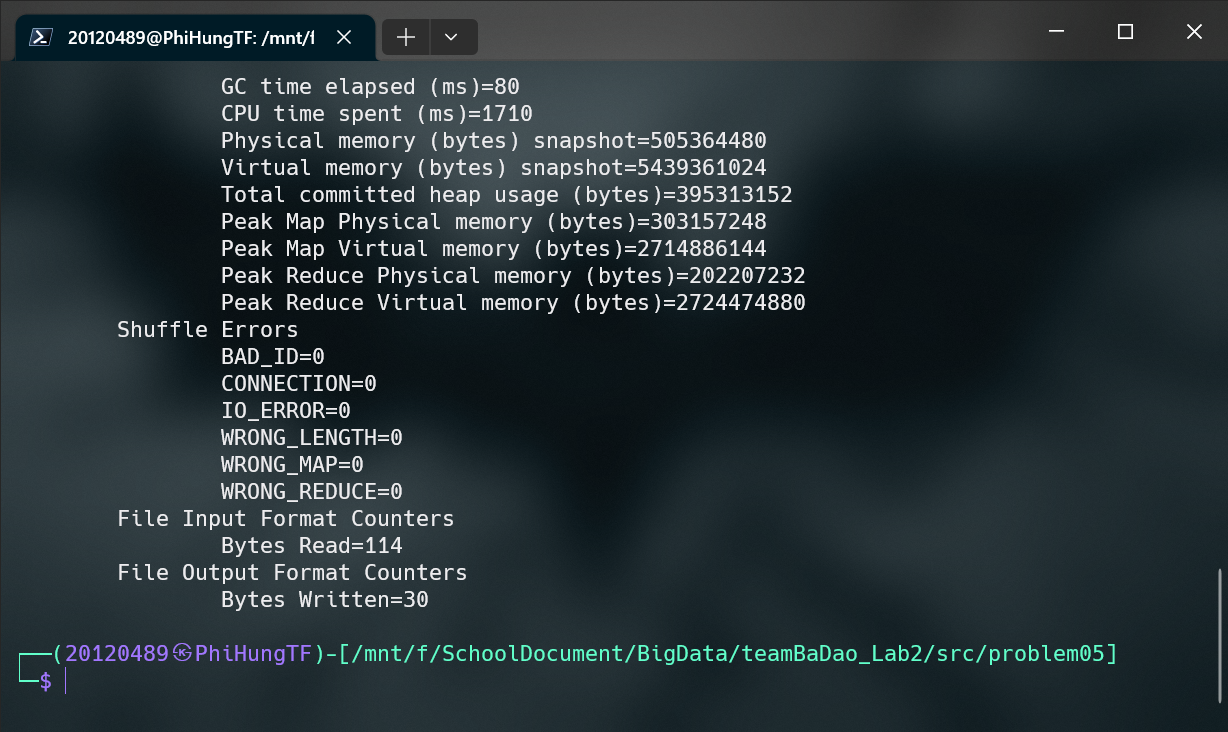 20120489@PhiHungTF: /mnt/f
GC time elapsed (ms)=80
CPU time spent (ms)=1710
Physical memory (bytes) snapshot=505364480
Virtual memory (bytes) snapshot=5439361024
Total committed heap usage (bytes)=395313152
Peak Map Physical memory (bytes)=303157248
Peak Map Virtual memory (bytes)=2714886144
Peak Reduce Physical memory (bytes)=202207232
Peak Reduce Virtual memory (bytes)=2724474880
Shuffle Errors
BAD_ID=0
CONNECTION=0
IO_ERROR=0
WRONG_LENGTH=0
WRONG_MAP=0
WRONG_REDUCE=0
File Input Format Counters
Bytes Read=114
File Output Format Counters
Bytes Written=30
┌──(20120489㉿PhiHungTF)-[/mnt/f/SchoolDocument/BigData/teamBaDao_Lab2/src/problem05]
└─$